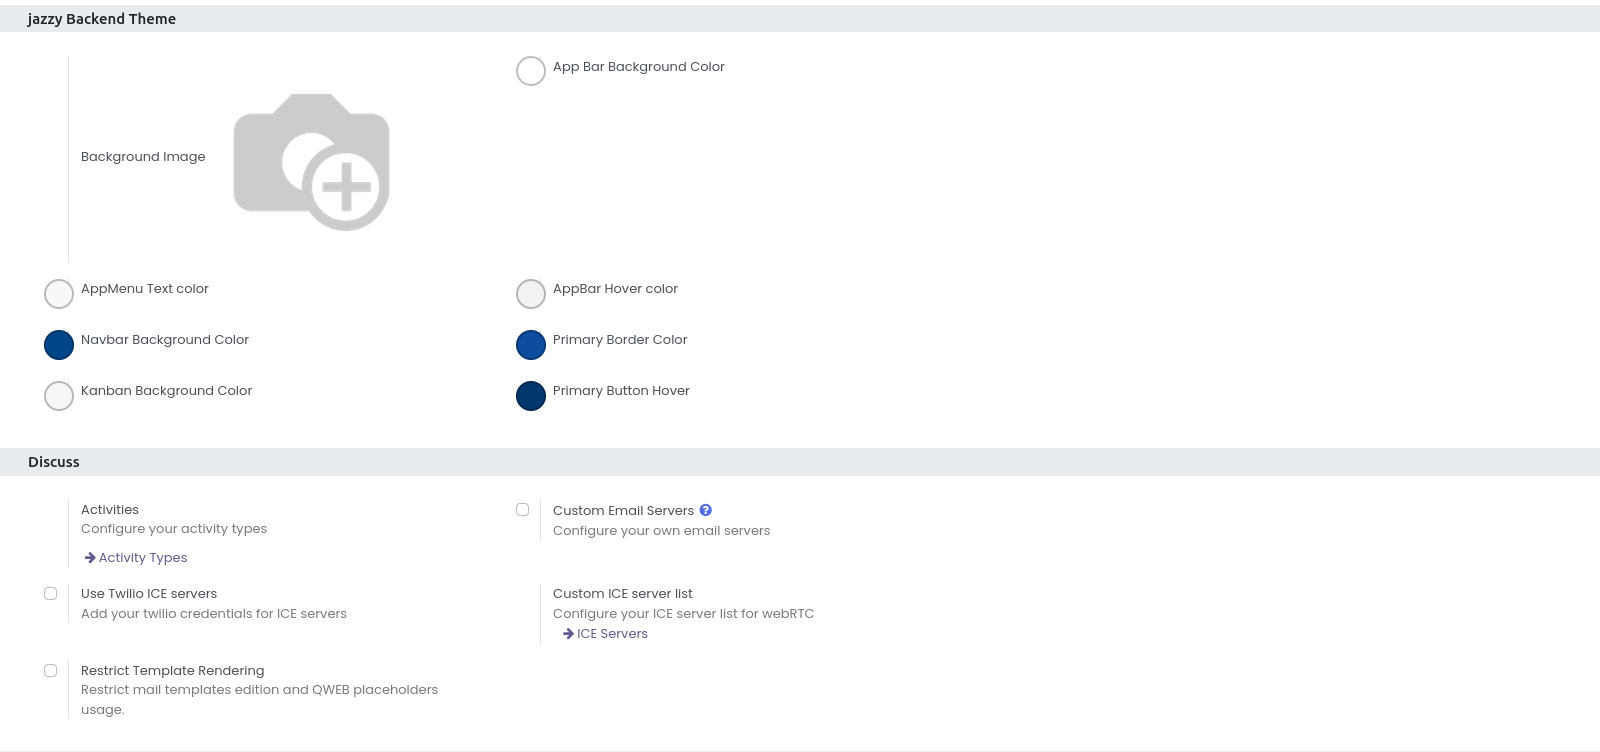 jazzy Backend Theme
App Bar Background Color
Background Image
AppMenu Text color
AppBar Hover color
Navbar Background Color
Primary Border Color
Kanban Background Color
Primary Button Hover
Discuss
Activities
Configure your activity types
Activity Types
Custom Email Servers
Configure your own email servers
Use Twilio ICE servers
Add your twilio credentials for ICE servers
Custom ICE server list
Configure your ICE server list for webRTC
ICE Servers
Restrict Template Rendering
Restrict mail templates edition and QWEB placeholders
usage.